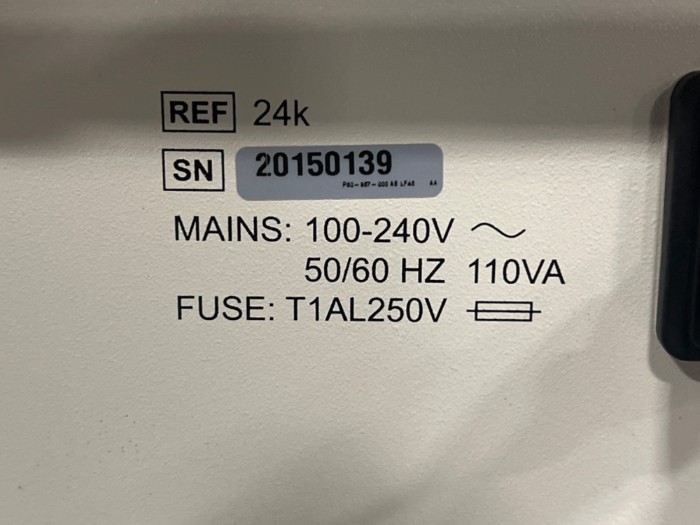 REF 24k
SN 20150139
MAINS: 100-240V
50/60 HZ 110VA
FUSE: T1AL250V